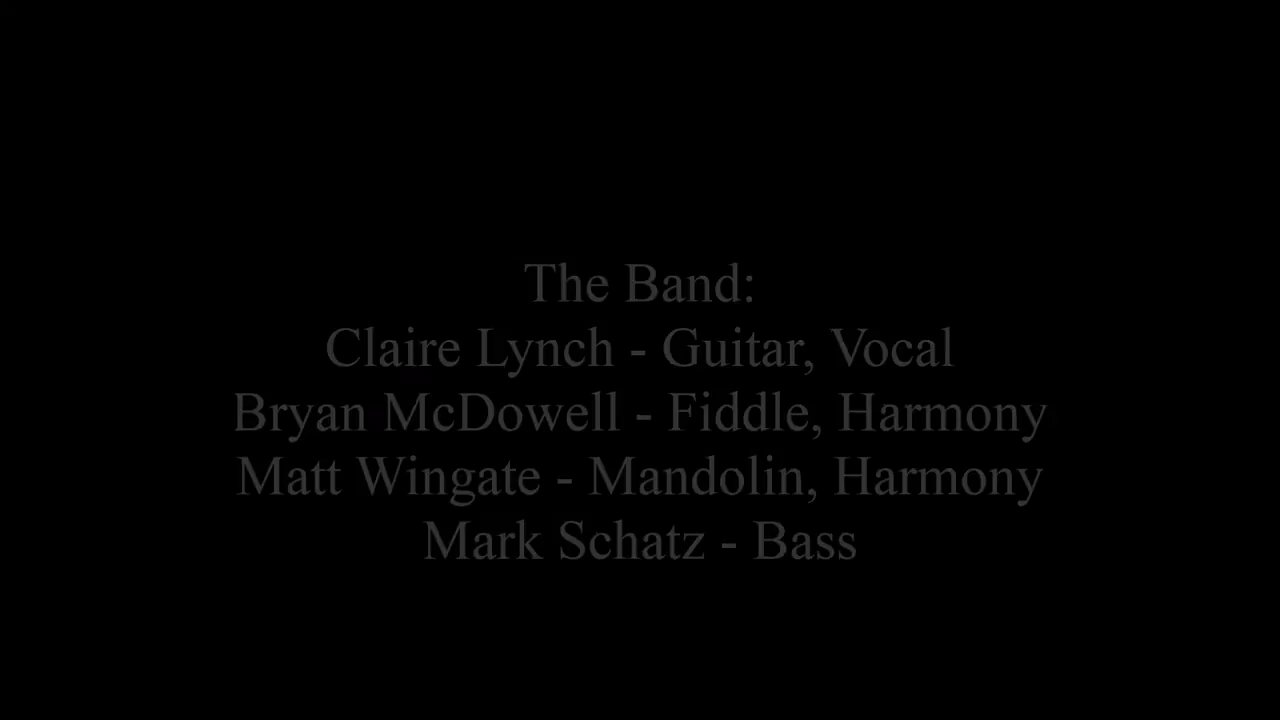 The Band:
Claire Lynch - Guitar, Vocal
Bryan McDowell - Fiddle, Harmony
Matt Wingate - Mandolin, Harmony
Mark Schatz - Bass